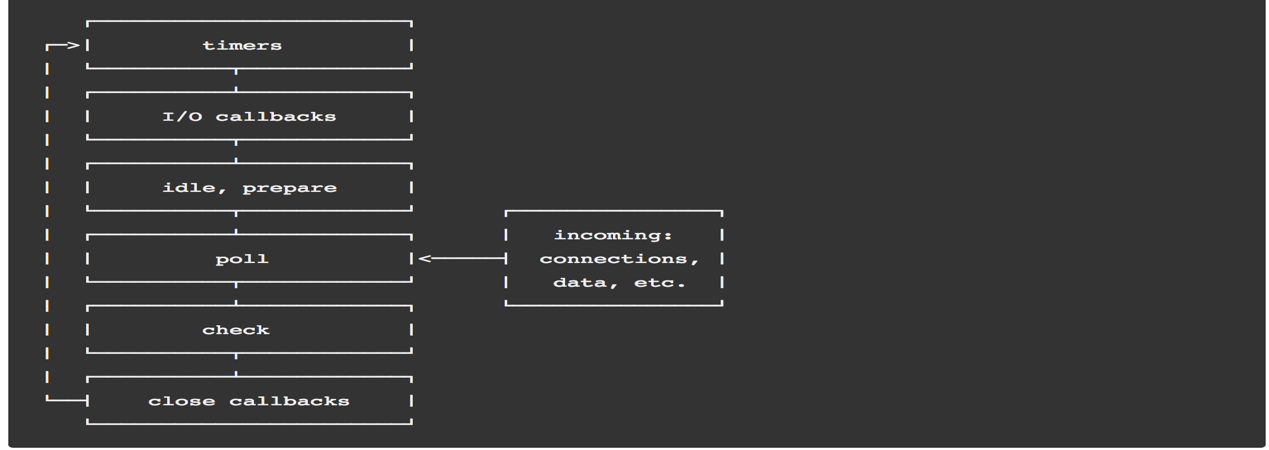 timers
I/O callbacks
idle, prepare
incoming:
poll
connections,
data, etc.
check
close callbacks